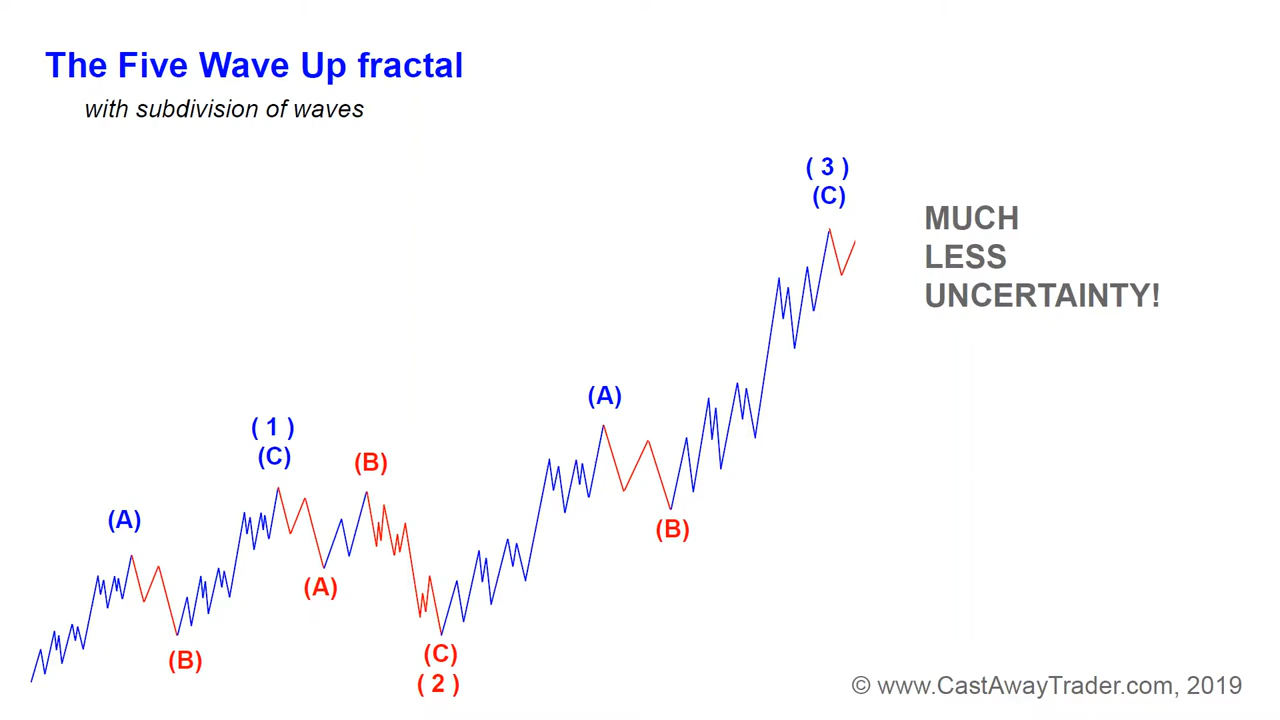 The Five Wave Up fractal
with subdivision of waves
( 3 )
(C)
MUCH
LESS
UNCERTAINTY!
(A)
( 1 )
(C)
(B)
(A)
(B)
(A)
(B)
(C)
( 2 )
© www.CastAwayTrader.com, 2019